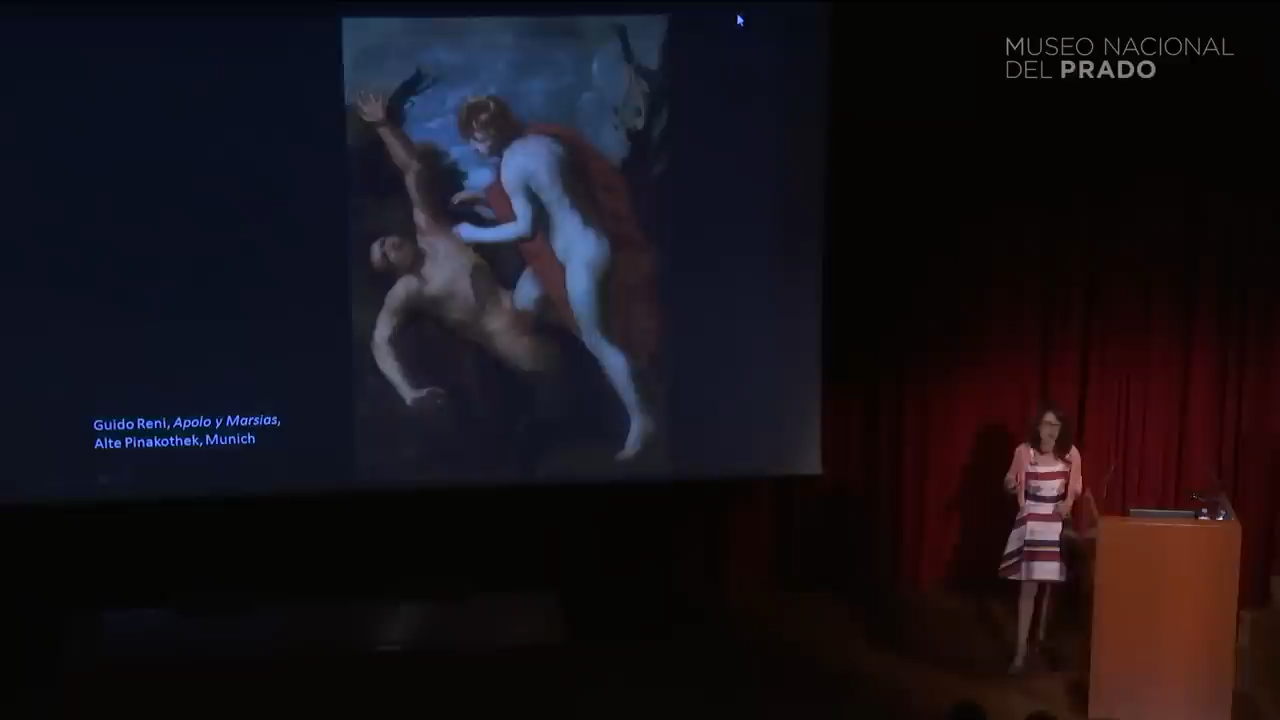 MUSEO NACIONAL
DEL PRADO
Guido Reni, Apolo y Marsias,
Alte Pinakothek, Munich